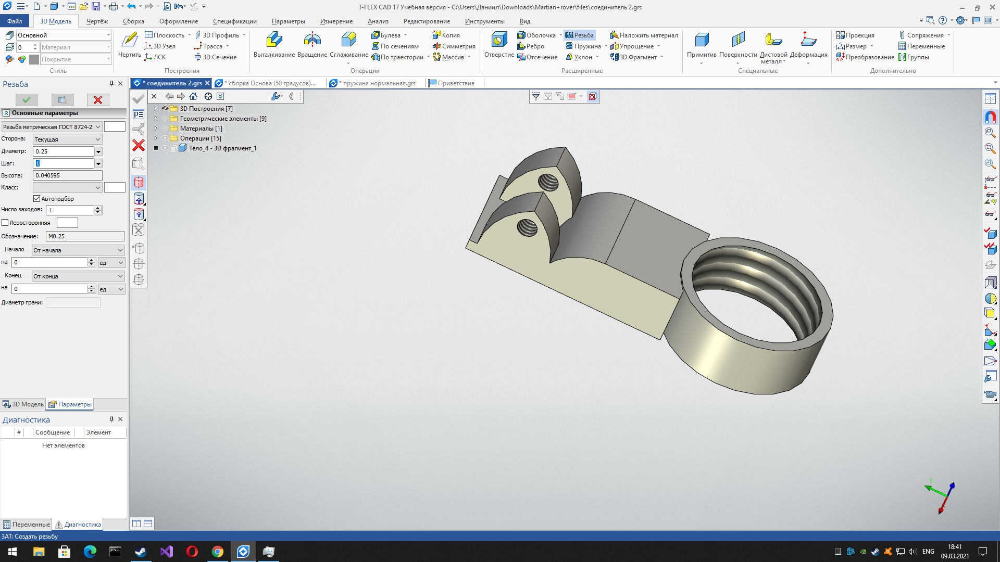 T-FLEX CAD 17 Учебная версия - C:\Users\Даниил\Downloads\Martian+rover\files\соединитель 2.grs
Файл 3D Модель Чертёж Сборка Оформление Спецификации Параметры Измерение Анализ Редактирование Инструменты Вид
Основной
0 Материал
Покрытие
Стиль
Чертить
Плоскость 3D Профиль
3D Узел Трасса
ЛСК 3D Сечение
Построения
Выталкивание Вращение Сглаживание
Булева Копия
По сечениям Симметрия
По траектории Массив
Операции
Отверстие
Оболочка Резьба Наложить материал
Ребро Пружина Упрощение
Отсечение Уклон 3D Фрагмент
Расширенные
Примитив Поверхности Листовой металл Деформация
Специальные
Проекция Сопряжения
Размер Переменные
Преобразование Группы
Дополнительно
Резьба
* соединитель 2.grs
* сборка Основа (50 градусов)...
* пружина нормальная.grs
Приветствие
Основные параметры
Резьба метрическая ГОСТ 8724-2
Сторона: Текущая
Диаметр: 0.25
Шаг: 1
Высота: 0.040595
Класс:
Автоподбор
Число заходов: 1
Левосторонняя
Обозначение: M0.25
Начало От начала
на 0 ед
Конец От конца
на 0 ед
Диаметр грани:
3D Построения [7]
Геометрические элементы [9]
Материалы [1]
Операции [15]
Тело_4 - 3D фрагмент_1
3D Модель Параметры
Диагностика
# Сообщение Элемент
Нет элементов
Y
Переменные Диагностика
3AT: Создать резьбу
ENG
18:41
09.03.2021